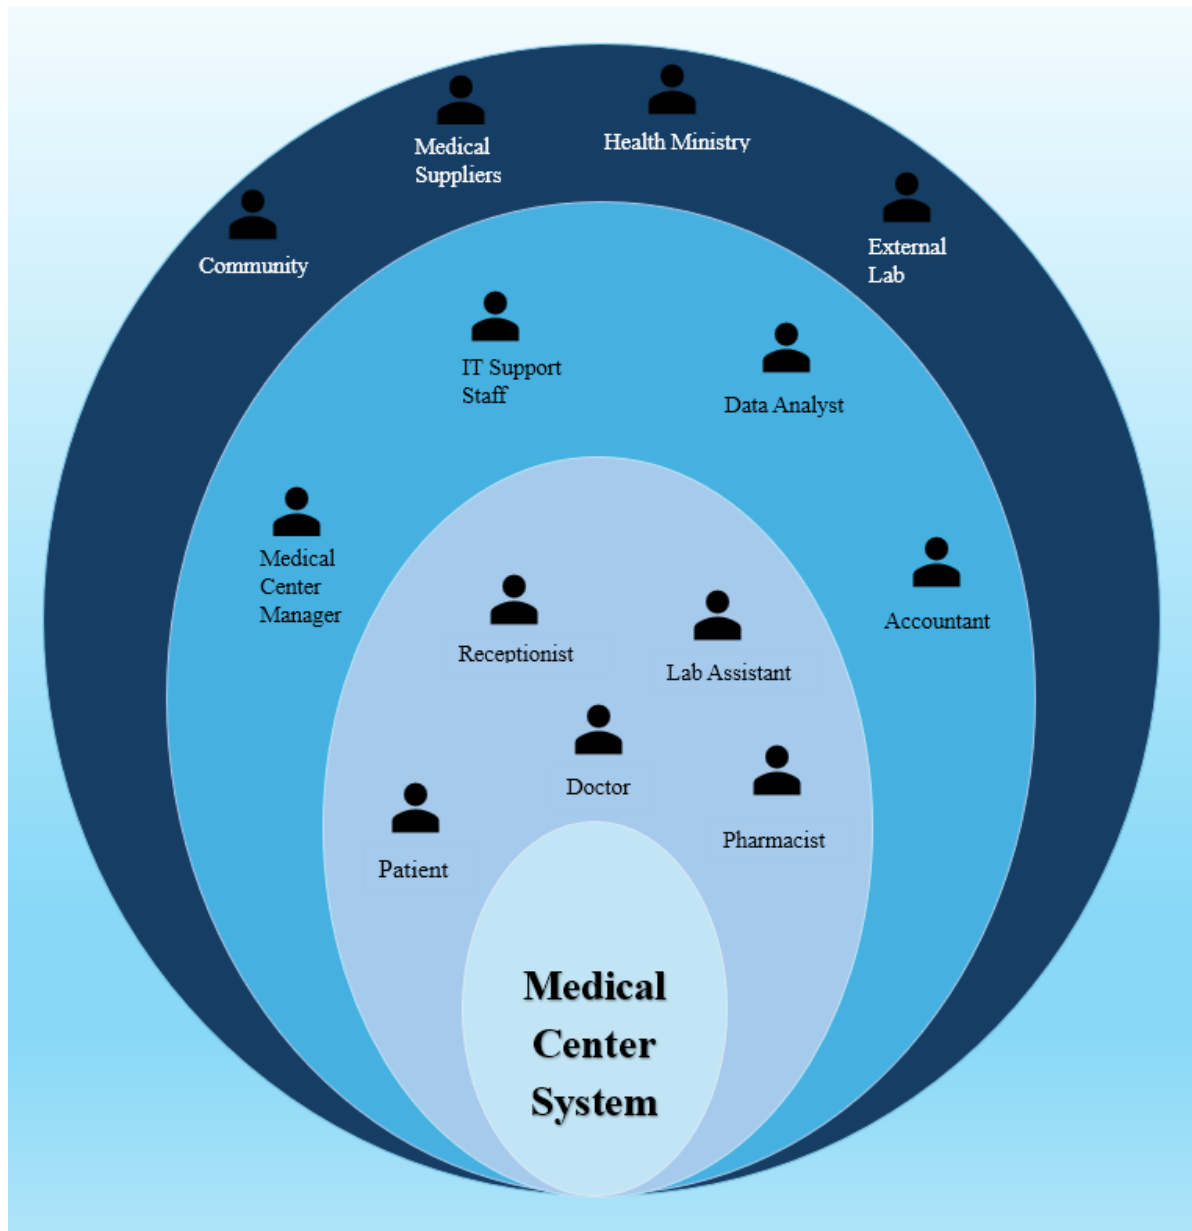 Medical
Suppliers
Health Ministry
Community
External
Lab
IT Support
Staff
Data Analyst
Medical
Center
Manager
Accountant
Receptionist
Lab Assistant
Doctor
Pharmacist
Patient
Medical
Center
System